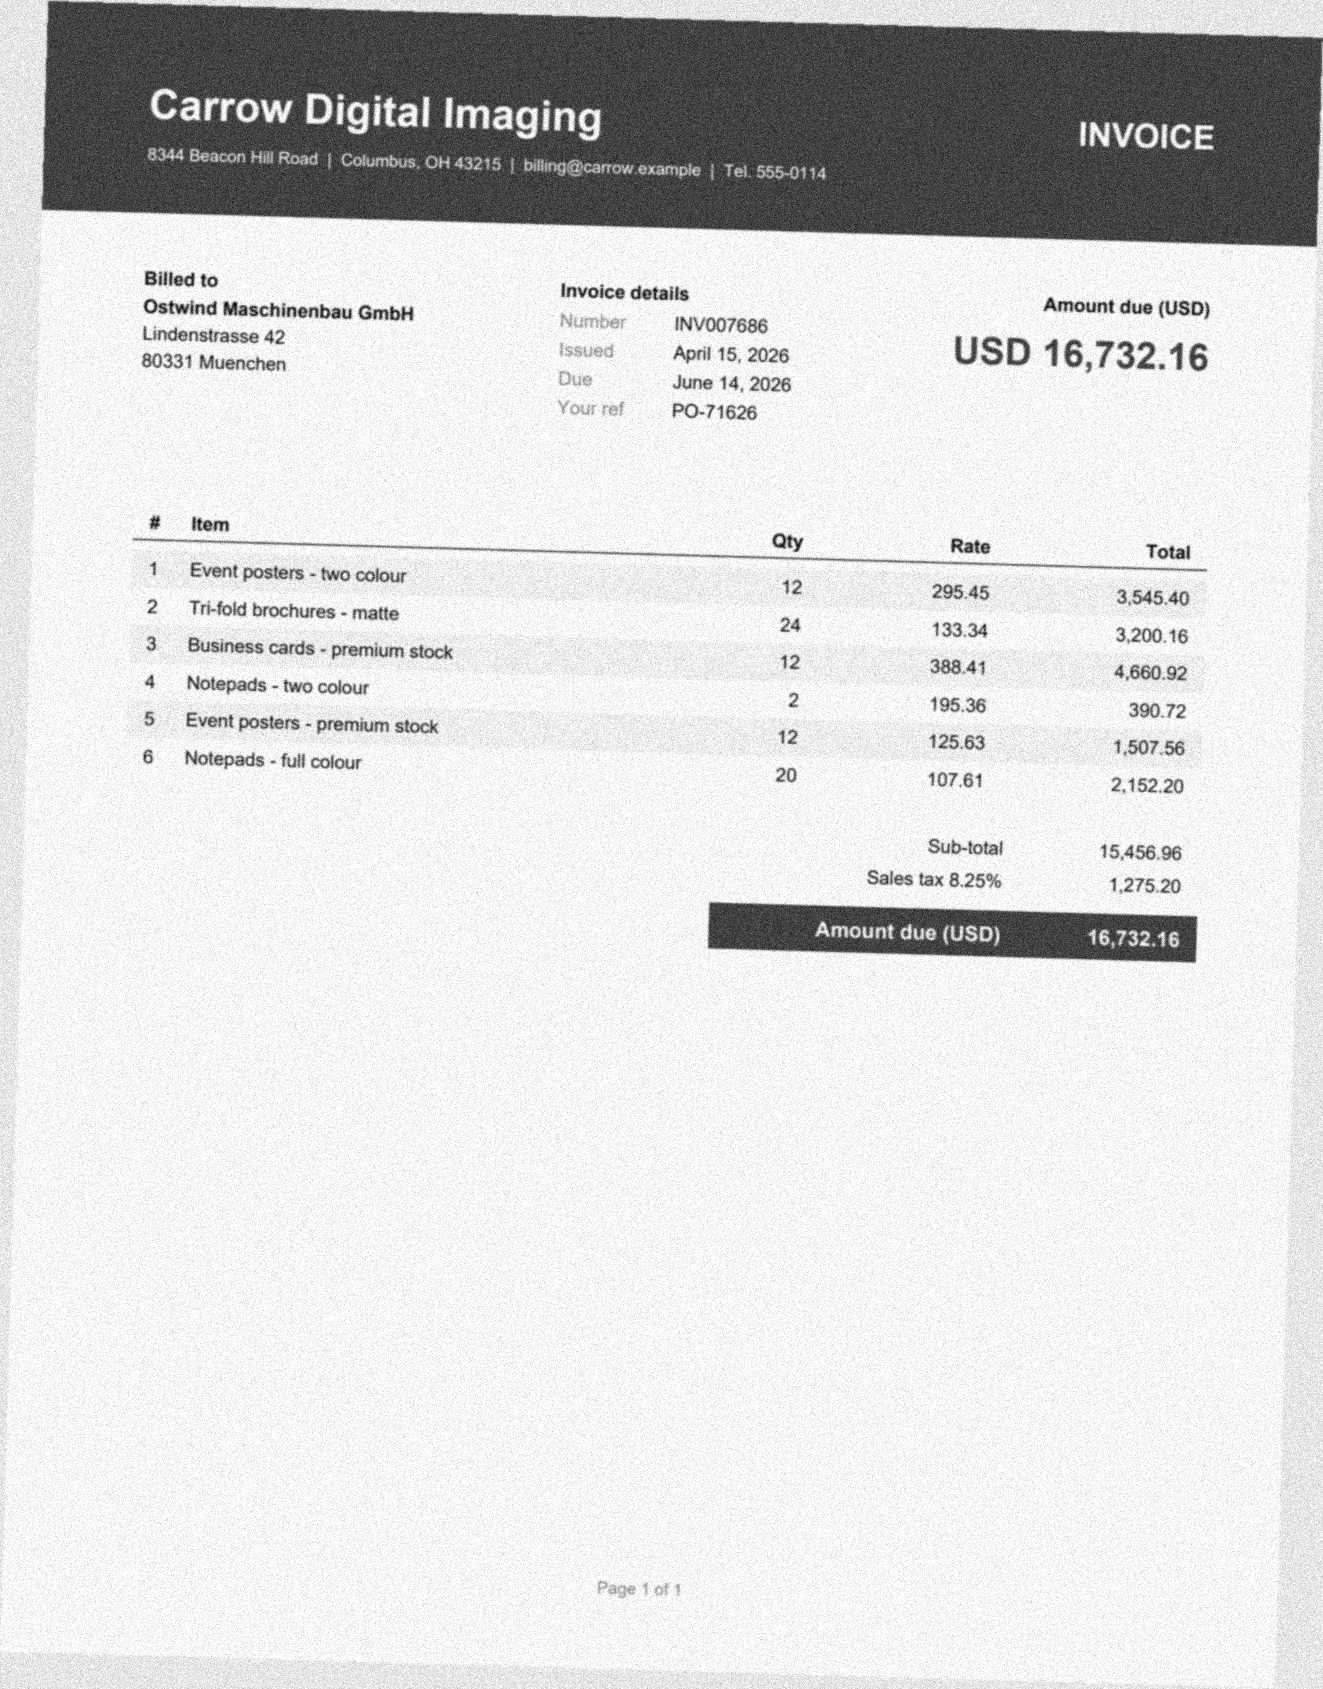 Carrow Digital Imaging
8344 Beacon Hill Road | Columbus, OH 43215 | billing@carrow.example | Tel. 555-0114
INVOICE
Billed to
Ostwind Maschinenbau GmbH
Lindenstrasse 42
80331 Muenchen
Invoice details
Number INV007686
Issued April 15, 2026
Due June 14, 2026
Your ref PO-71626
Amount due (USD)
USD 16,732.16
# Item Qty Rate Total
1 Event posters - two colour 12 295.45 3,545.40
2 Tri-fold brochures - matte 24 133.34 3,200.16
3 Business cards - premium stock 12 388.41 4,660.92
4 Notepads - two colour 2 195.36 390.72
5 Event posters - premium stock 12 125.63 1,507.56
6 Notepads - full colour 20 107.61 2,152.20
Sub-total 15,456.96
Sales tax 8.25% 1,275.20
Amount due (USD) 16,732.16
Page 1 of 1